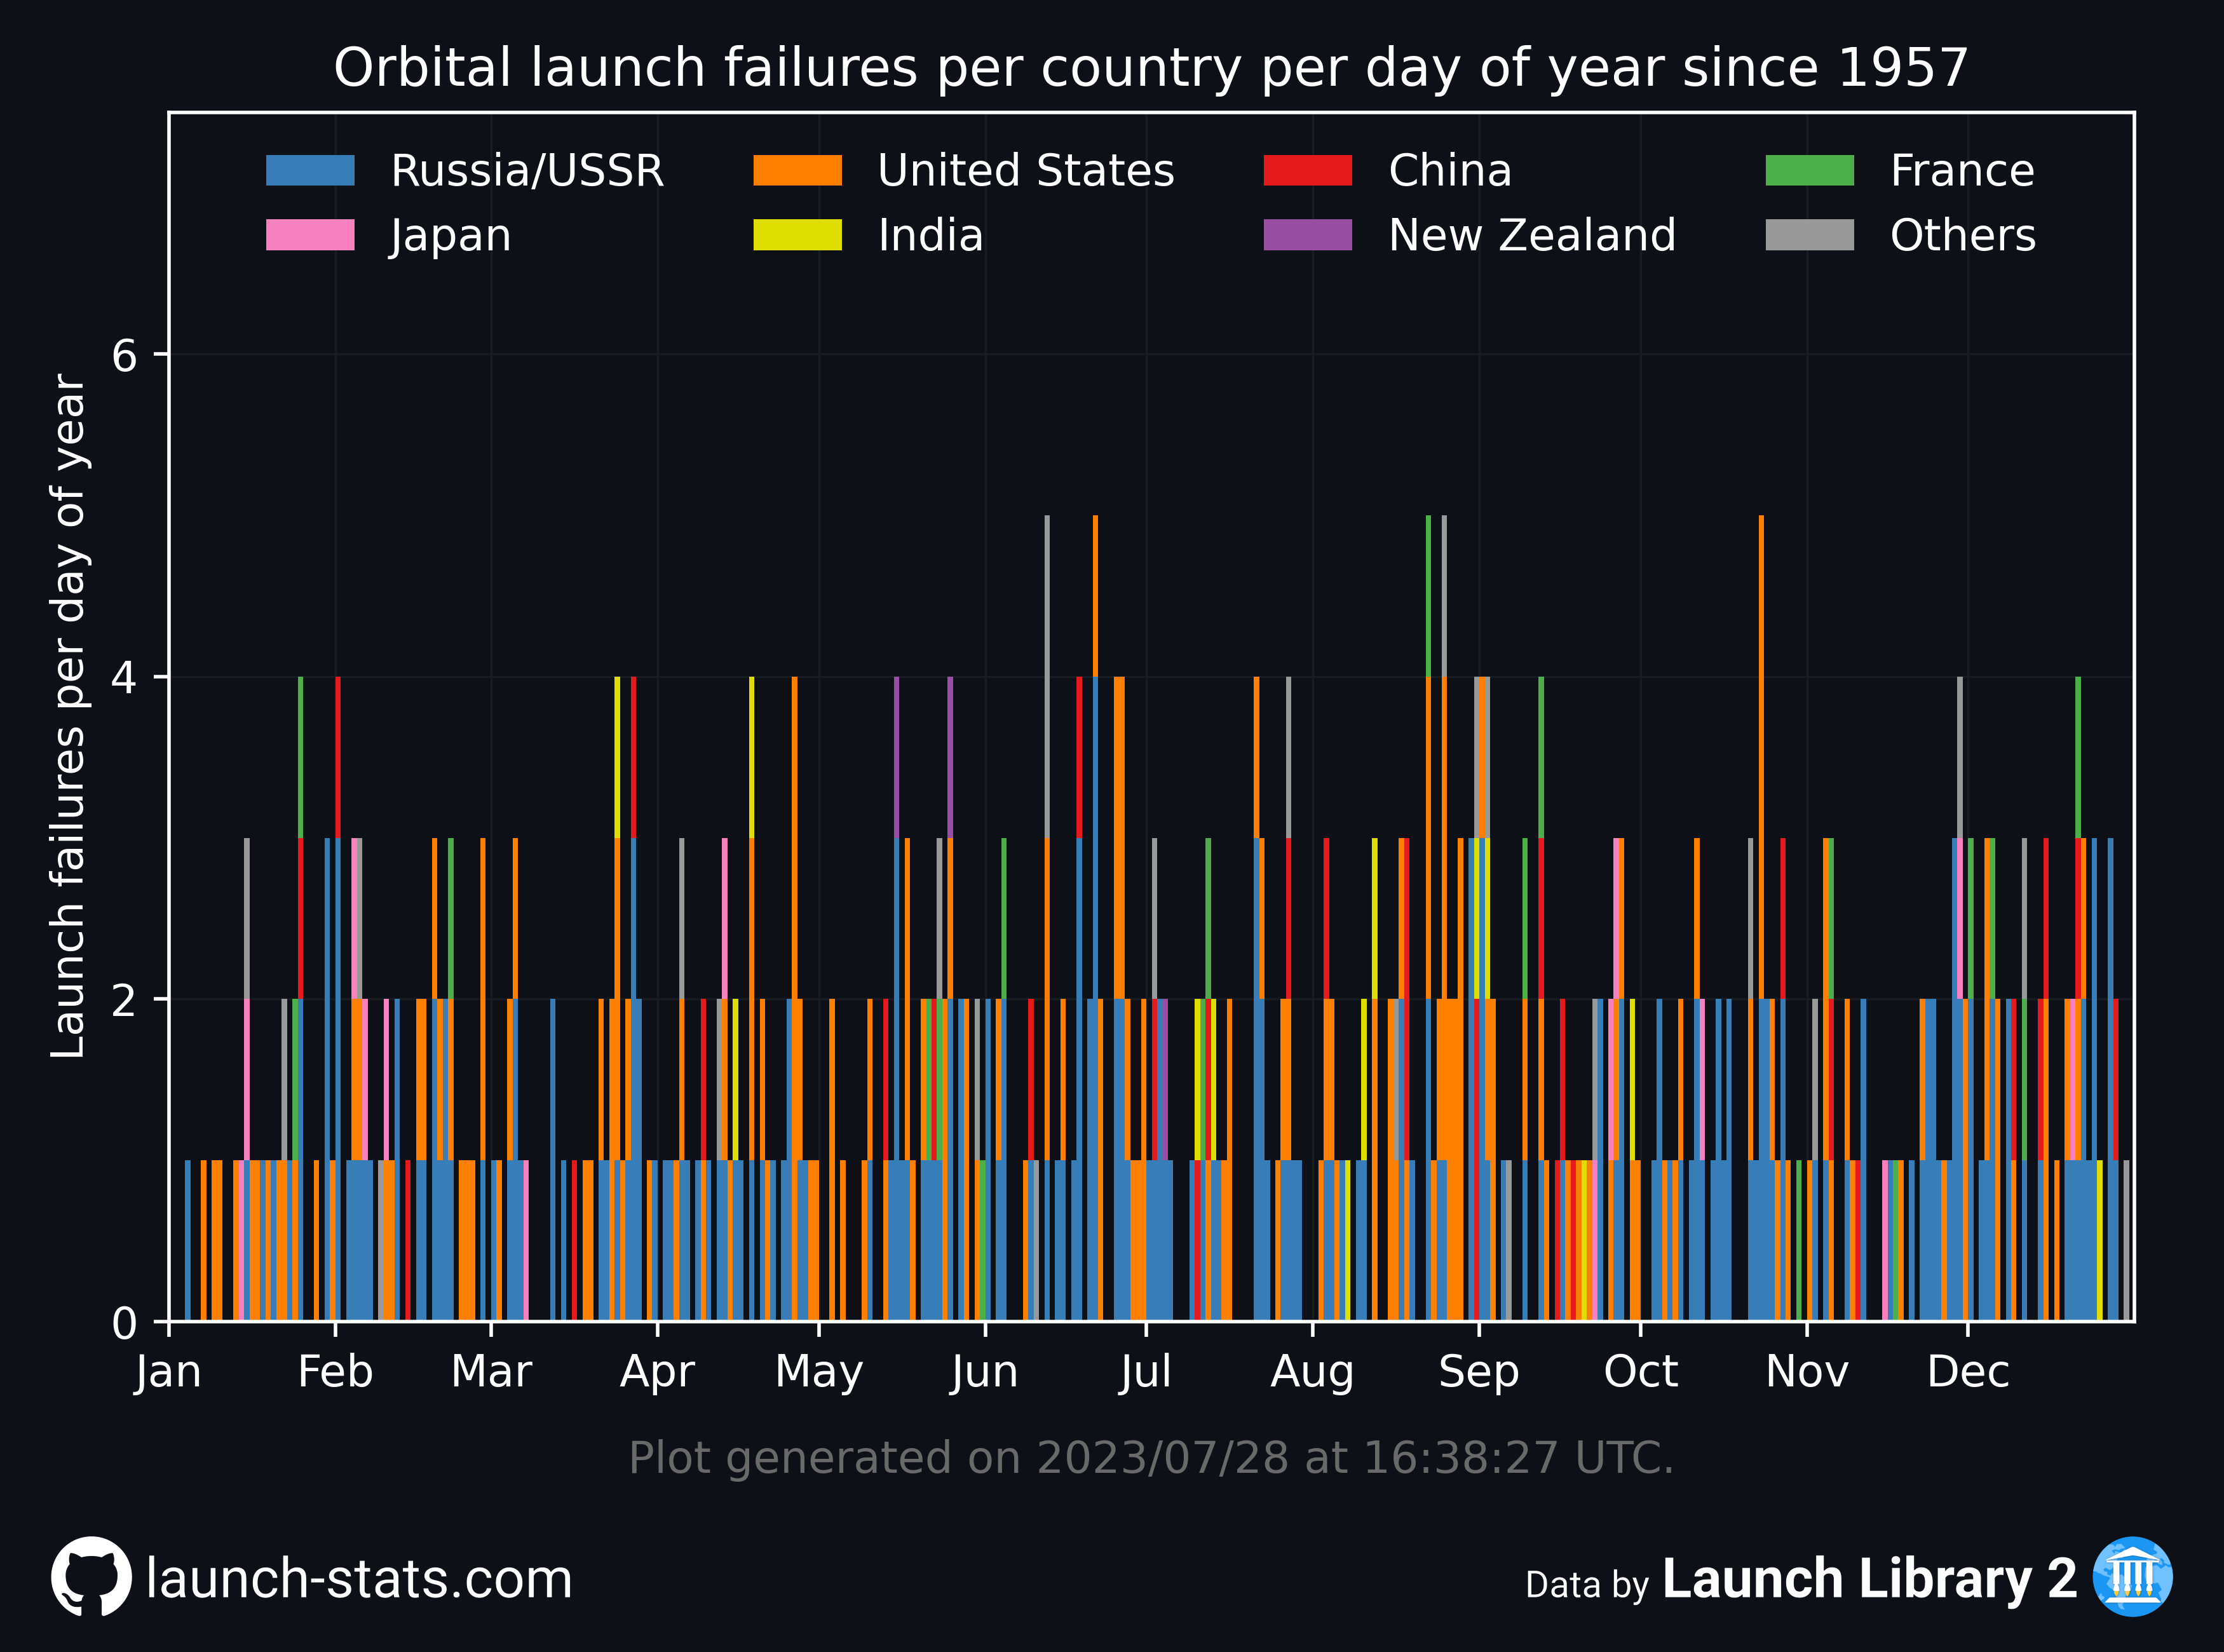 Orbital launch failures per country per day of year since 1957
Russia/USSR United States China France
Japan India New Zealand Others
Launch failures per day of year
6
4
2
0
Jan Feb Mar Apr May Jun Jul Aug Sep Oct Nov Dec
Plot generated on 2023/07/28 at 16:38:27 UTC.
launch-stats.com
Data by Launch Library 2